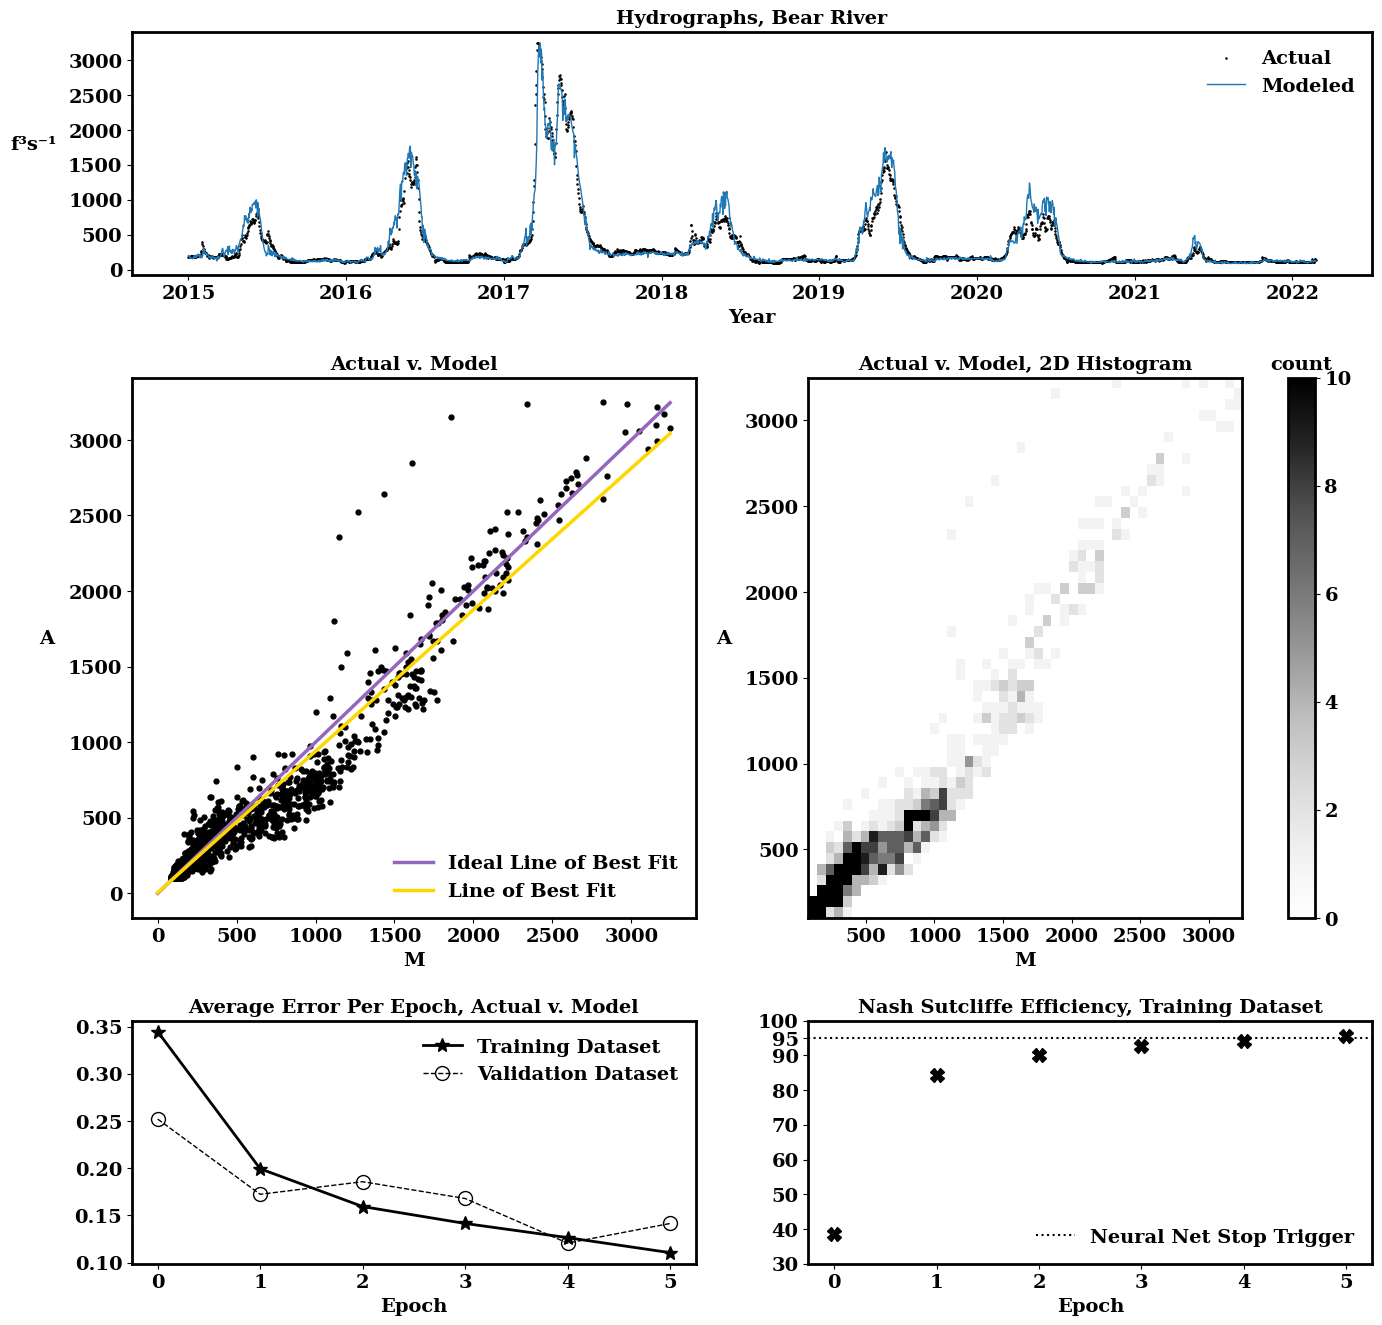 Hydrographs, Bear River
3000
2500
2000
1500
1000
500
0
f³s⁻¹
Actual
Modeled
2015 2016 2017 2018 2019 2020 2021 2022
Year
Actual v. Model
3000
2500
2000
1500
1000
500
0
A
Ideal Line of Best Fit
Line of Best Fit
0 500 1000 1500 2000 2500 3000
M
Actual v. Model, 2D Histogram
3000
2500
2000
1500
1000
500
A
500 1000 1500 2000 2500 3000
M
count
10
8
6
4
2
0
Average Error Per Epoch, Actual v. Model
0.35
0.30
0.25
0.20
0.15
0.10
Training Dataset
Validation Dataset
0 1 2 3 4 5
Epoch
Nash Sutcliffe Efficiency, Training Dataset
100
95
90
80
70
60
50
40
30
Neural Net Stop Trigger
0 1 2 3 4 5
Epoch